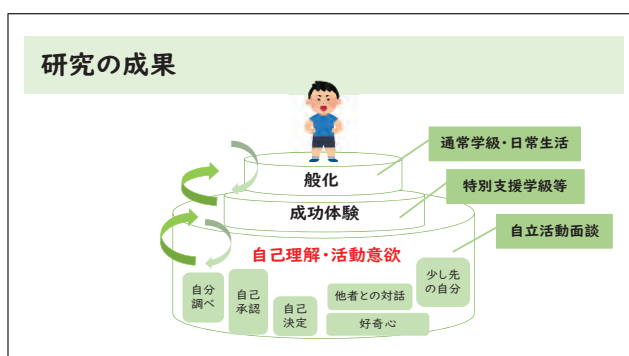 研究の成果
通常学級・日常生活
般化
特別支援学級等
成功体験
自立活動面談
自己理解・活動意欲
自分
調べ
自己
承認
自己
決定
他者との対話
好奇心
少し先
の自分